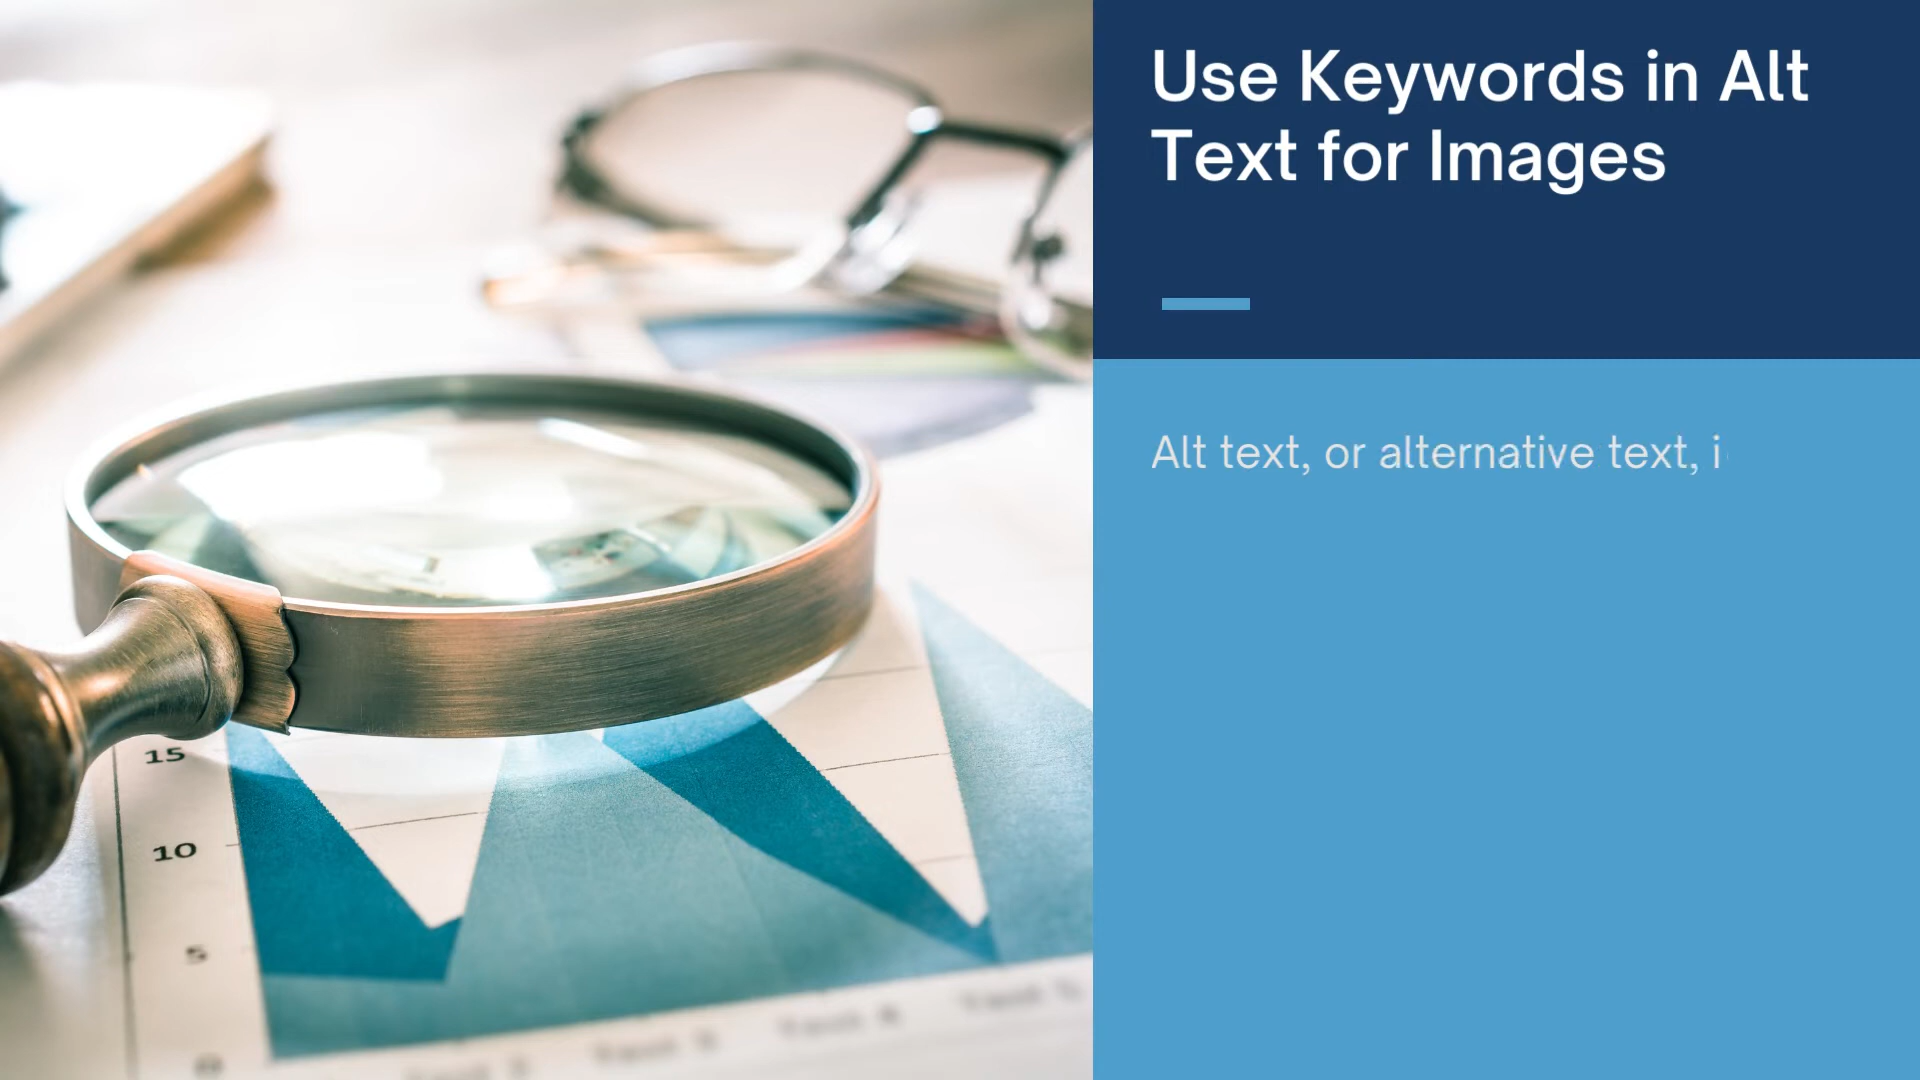 Use Keywords in Alt
Text for Images
Alt text, or alternative text, i
15
10
5